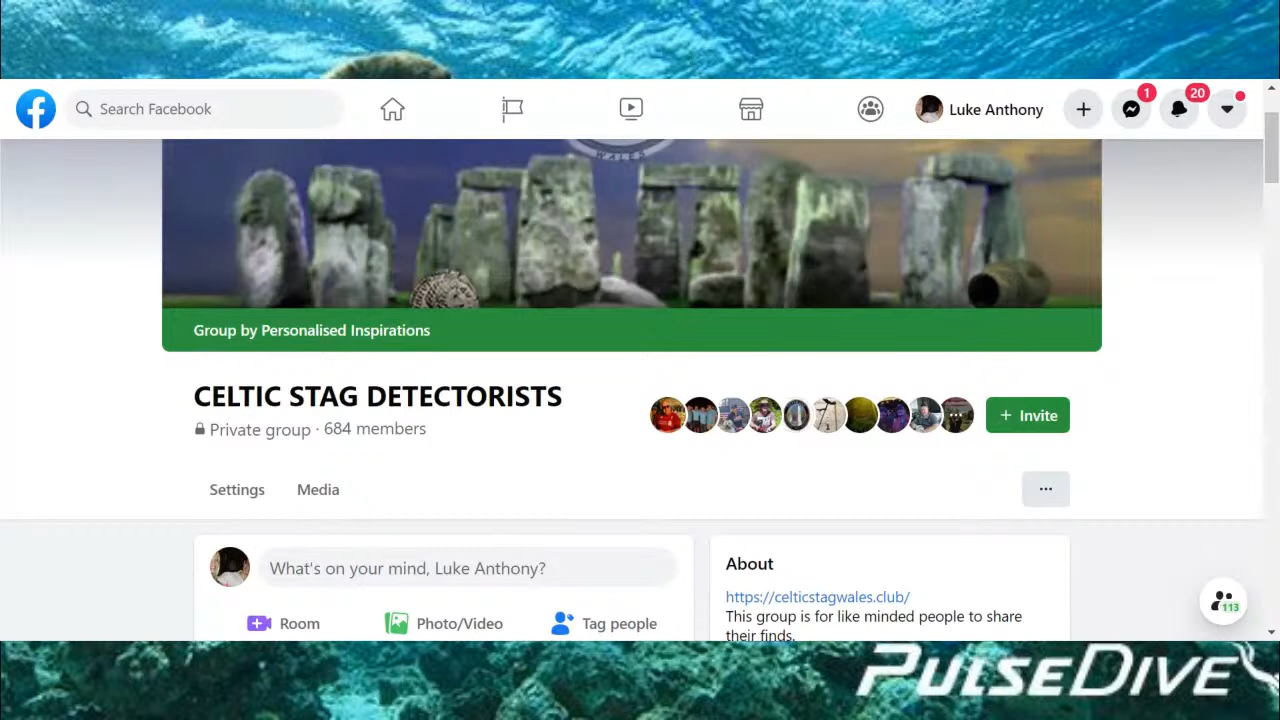 Search Facebook
Luke Anthony
1
20
WALES
Group by Personalised Inspirations
CELTIC STAG DETECTORISTS
Private group · 684 members
+ Invite
Settings
Media
What's on your mind, Luke Anthony?
Room
Photo/Video
Tag people
About
https://celticstagwales.club/
This group is for like minded people to share
their finds.
113
PULSEDIVE